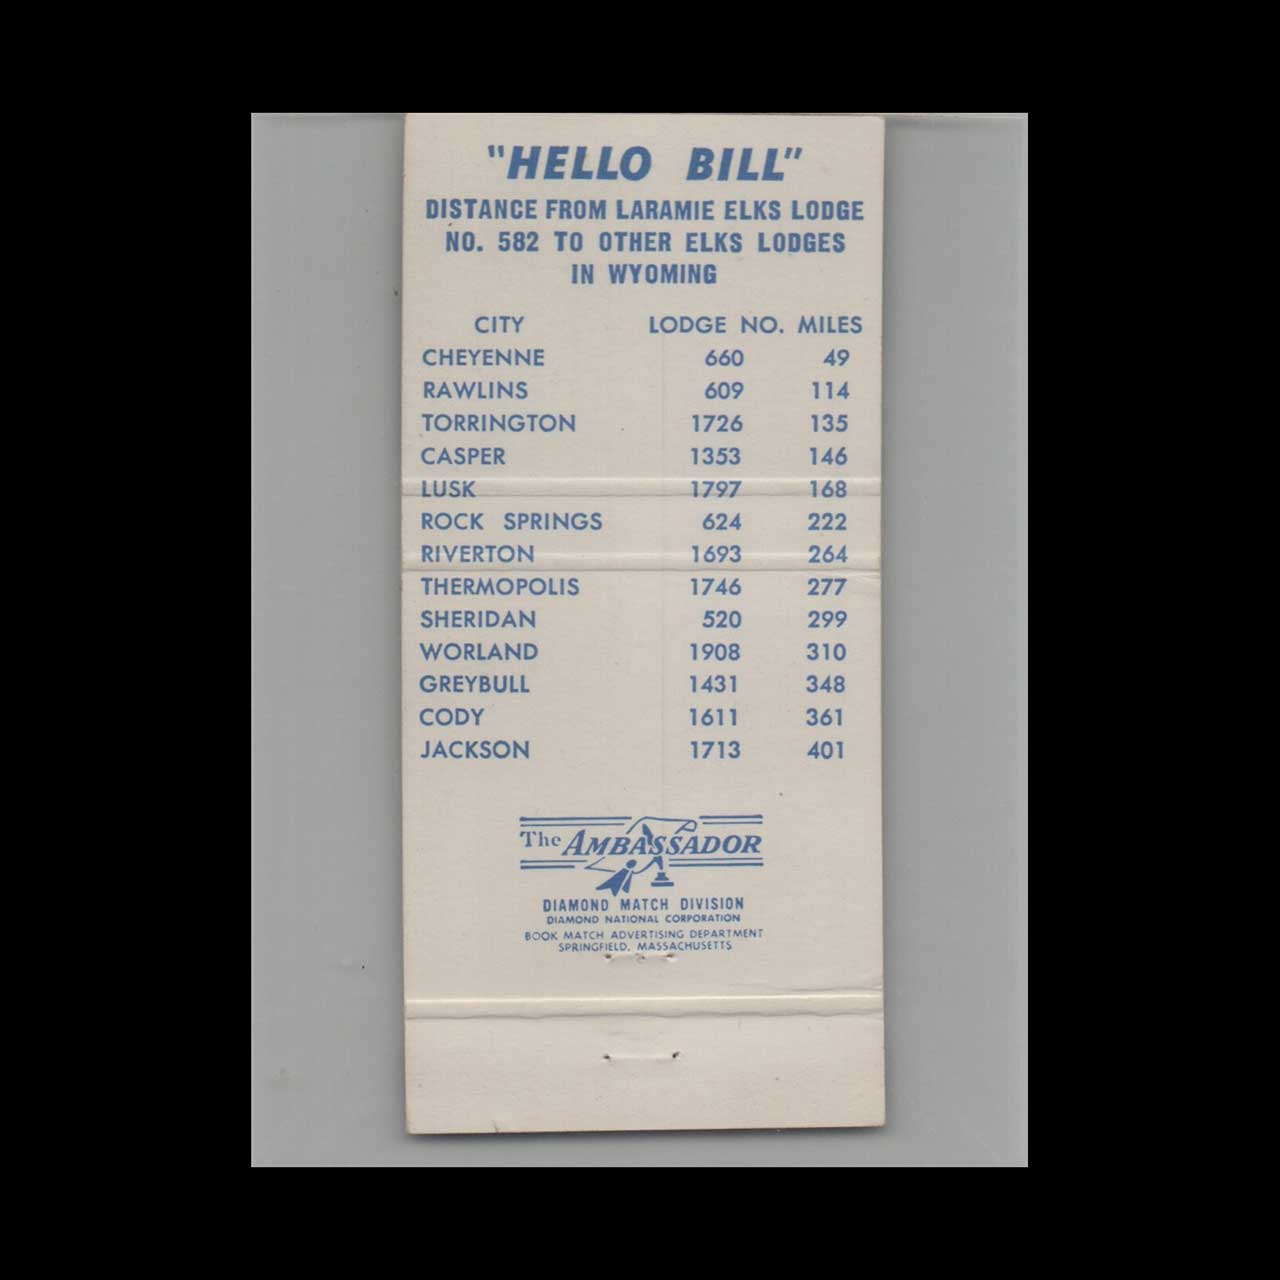 "HELLO BILL"
DISTANCE FROM LARAMIE ELKS LODGE
NO. 582 TO OTHER ELKS LODGES
IN WYOMING
CITY LODGE NO. MILES
CHEYENNE 660 49
RAWLINS 609 114
TORRINGTON 1726 135
CASPER 1353 146
LUSK 1797 168
ROCK SPRINGS 624 222
RIVERTON 1693 264
THERMOPOLIS 1746 277
SHERIDAN 520 299
WORLAND 1908 310
GREYBULL 1431 348
CODY 1611 361
JACKSON 1713 401
The AMBASSADOR
DIAMOND MATCH DIVISION
DIAMOND NATIONAL CORPORATION
BOOK MATCH ADVERTISING DEPARTMENT
SPRINGFIELD, MASSACHUSETTS